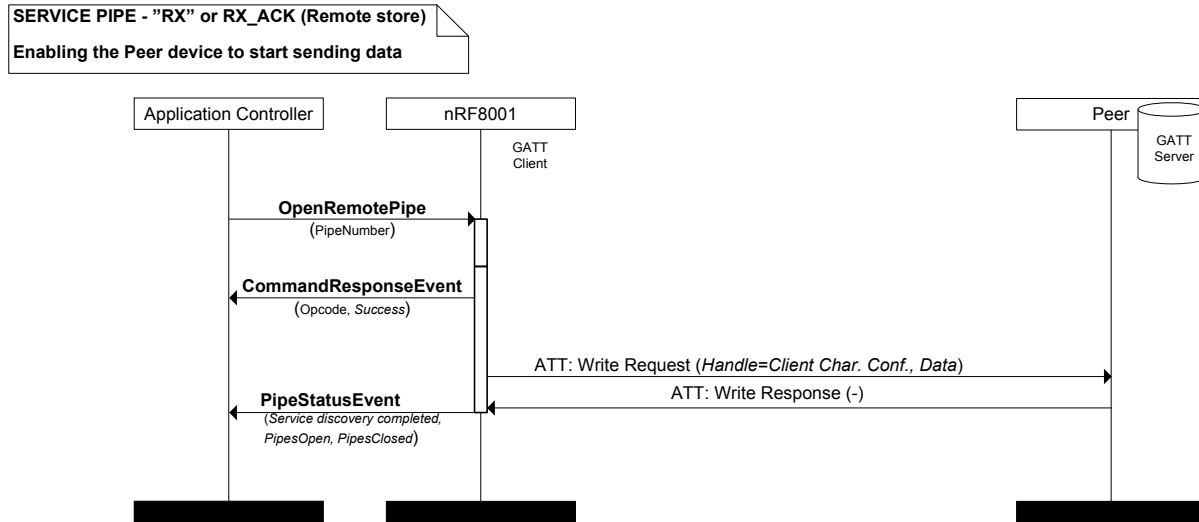 SERVICE PIPE - ”RX” or RX_ACK (Remote store)
Enabling the Peer device to start sending data
Application Controller
nRF8001
Peer
GATT
Client
GATT
Server
OpenRemotePipe
(PipeNumber)
CommandResponseEvent
(Opcode, Success)
ATT: Write Request (Handle=Client Char. Conf., Data)
ATT: Write Response (-)
PipeStatusEvent
(Service discovery completed,
PipesOpen, PipesClosed)